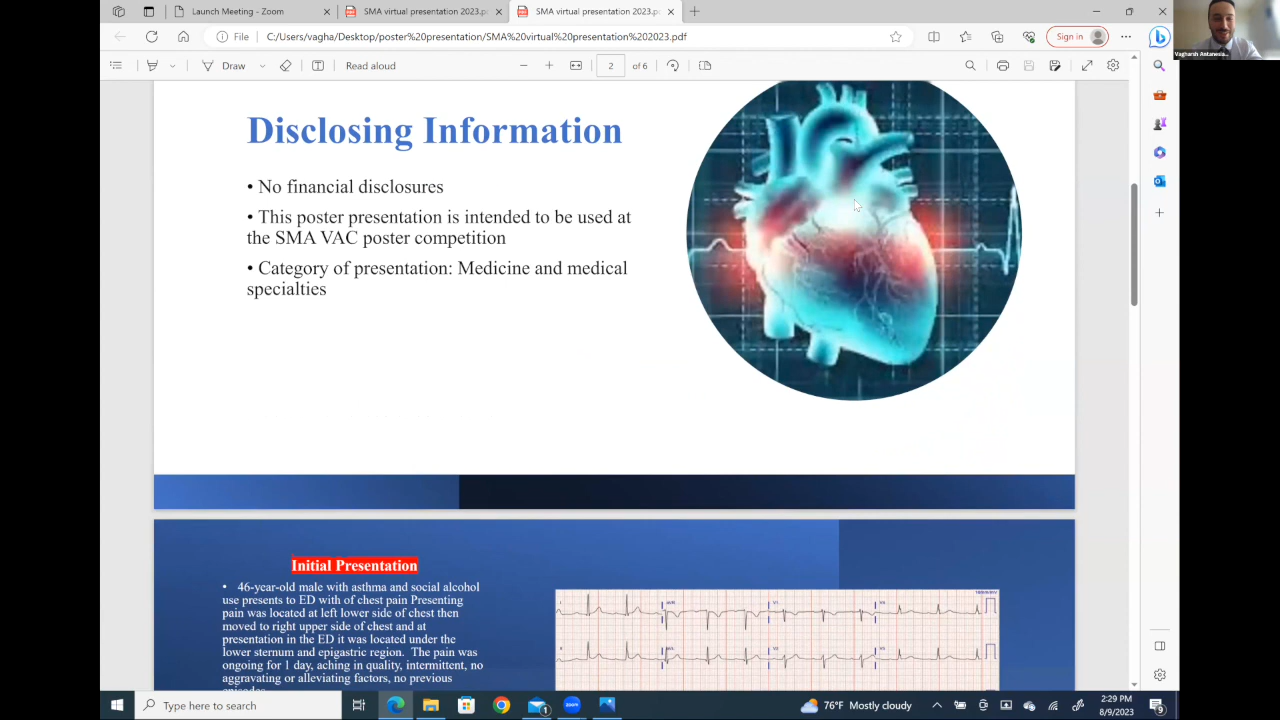 Launch Meeting - Zoom
SMA virtual presentation 2023.p
SMA virtual presentation 2023.p
File
C:/Users/vagha/Desktop/poster%20presentation/SMA%20virtual%20presentation%202023.pdf
Sign in
Draw
Read aloud
2 of 6
Vagharsh Antanesia...
Disclosing Information
• No financial disclosures
• This poster presentation is intended to be used at
the SMA VAC poster competition
• Category of presentation: Medicine and medical
specialties
Initial Presentation
• 46-year-old male with asthma and social alcohol
use presents to ED with of chest pain Presenting
pain was located at left lower side of chest then
moved to right upper side of chest and at
presentation in the ED it was located under the
lower sternum and epigastric region. The pain was
ongoing for 1 day, aching in quality, intermittent, no
aggravating or alleviating factors, no previous
episodes
Type here to search
76°F Mostly cloudy
2:29 PM
8/9/2023